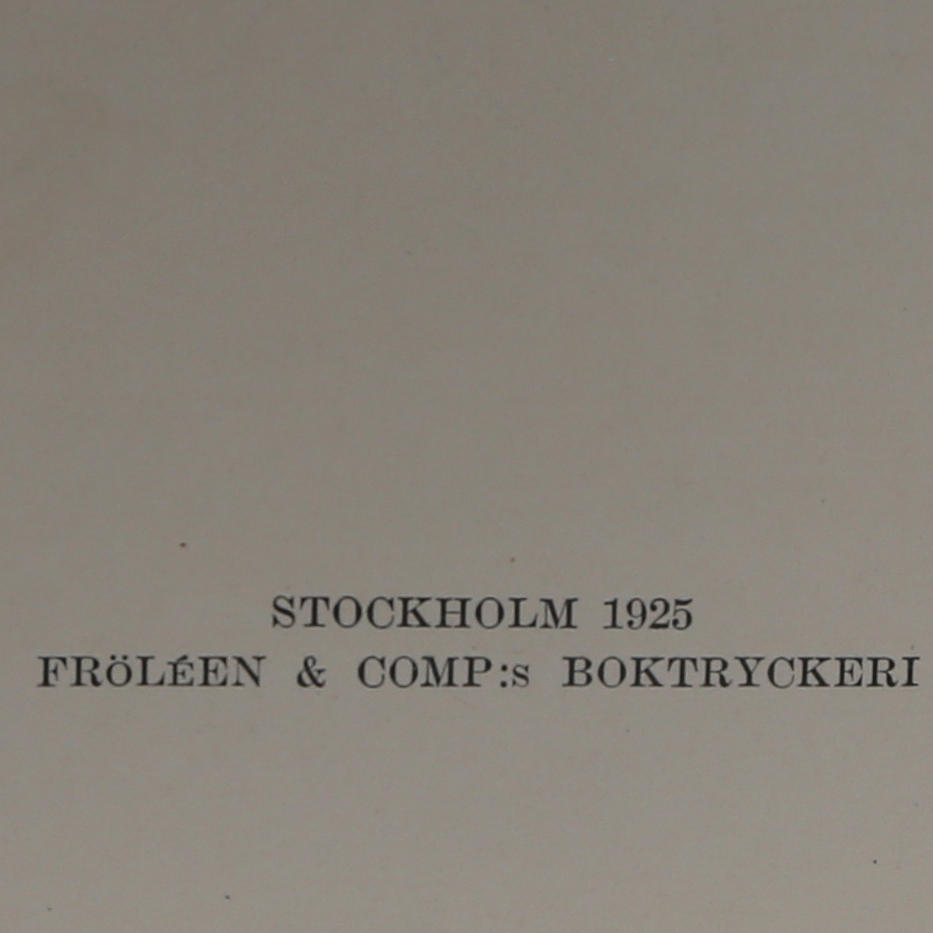 STOCKHOLM 1925
FRÖLÉEN & COMP:s BOKTRYCKERI